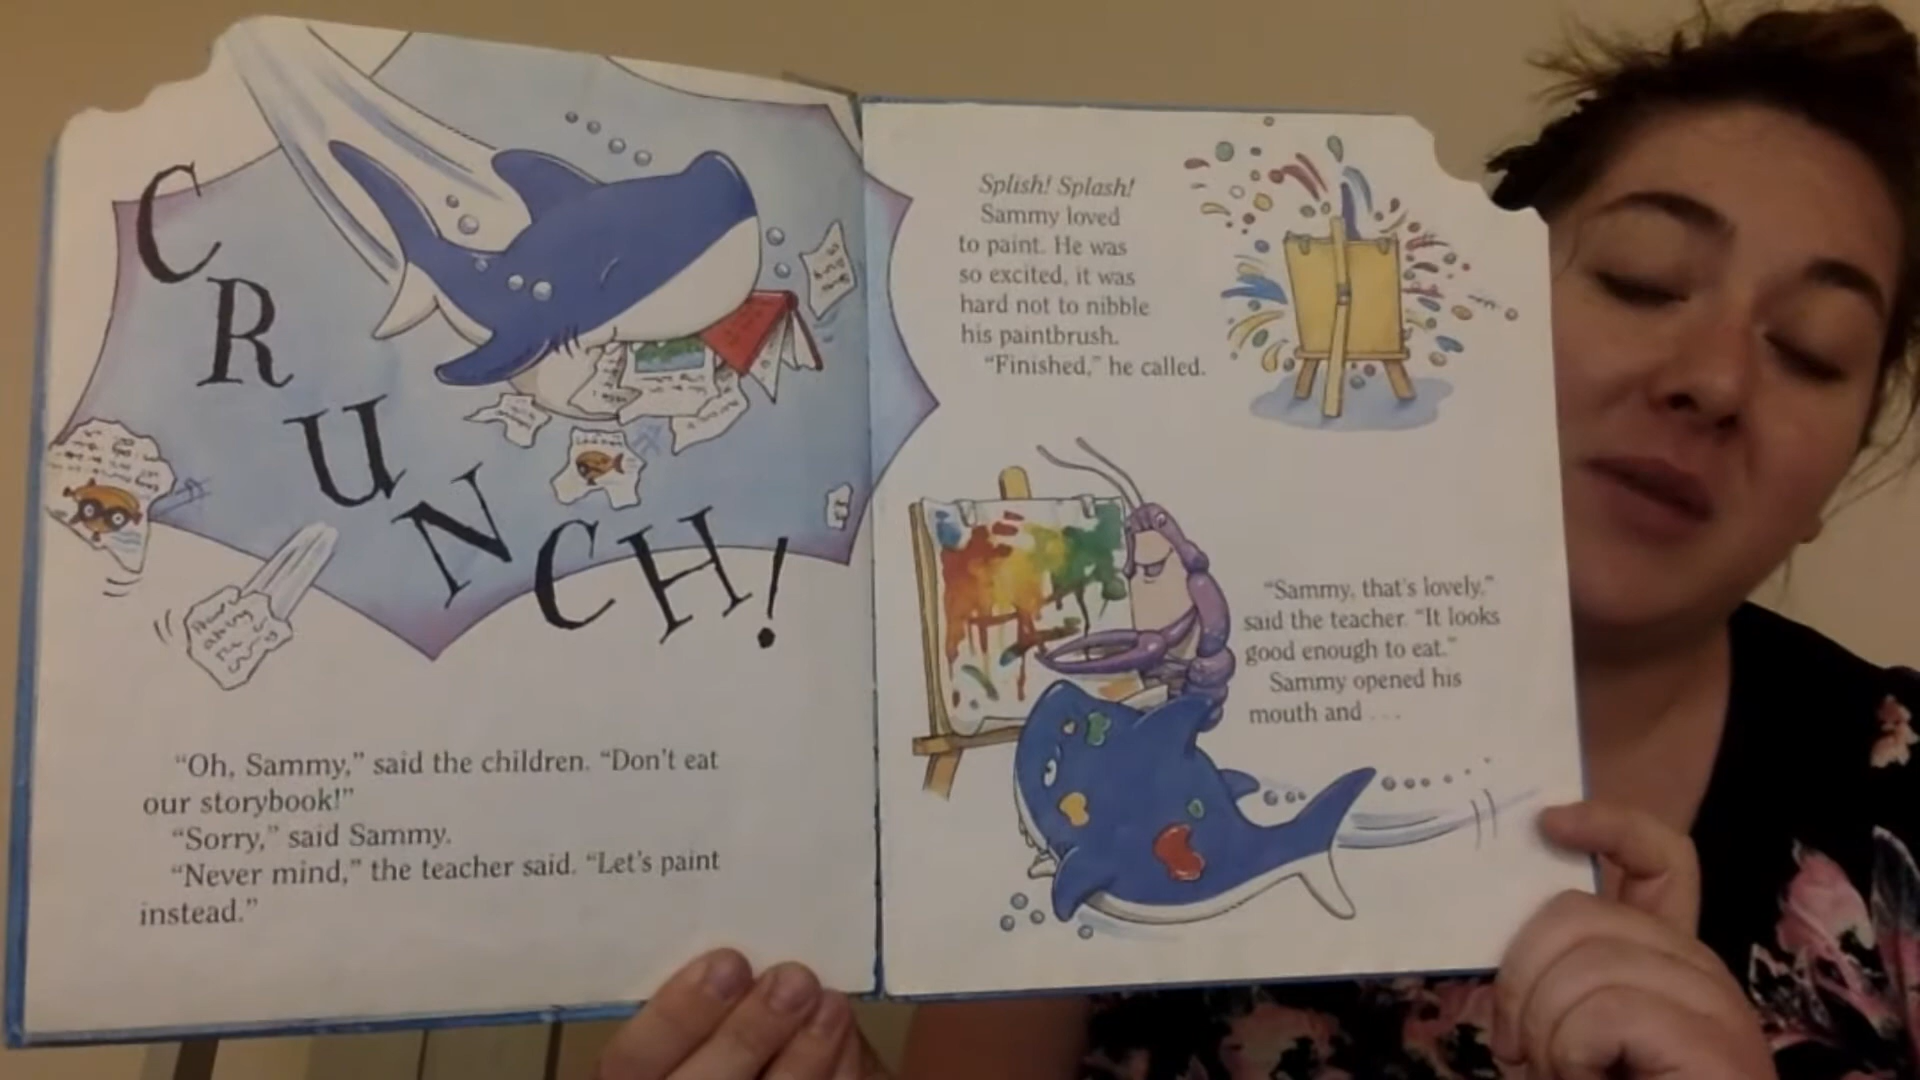 CRUNCH!
"Oh, Sammy," said the children. "Don't eat
our storybook!"
"Sorry," said Sammy.
"Never mind," the teacher said. "Let's paint
instead."
Splish! Splash!
Sammy loved
to paint. He was
so excited, it was
hard not to nibble
his paintbrush.
"Finished," he called.
"Sammy, that's lovely,"
said the teacher. "It looks
good enough to eat."
Sammy opened his
mouth and . . .